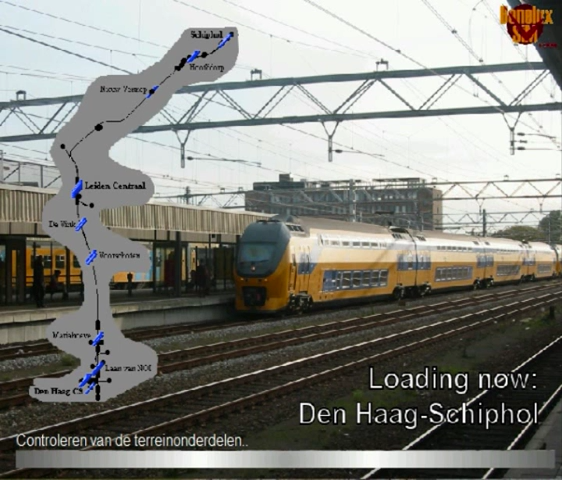 Benelux
Schiphol
Hoofddorp
Nieuw Vennep
Leiden Centraal
De Vink
Voorschoten
Mariahoeve
Laan van NOI
Den Haag CS
Loading now:
Den Haag-Schiphol
Controleren van de terreinonderdelen..